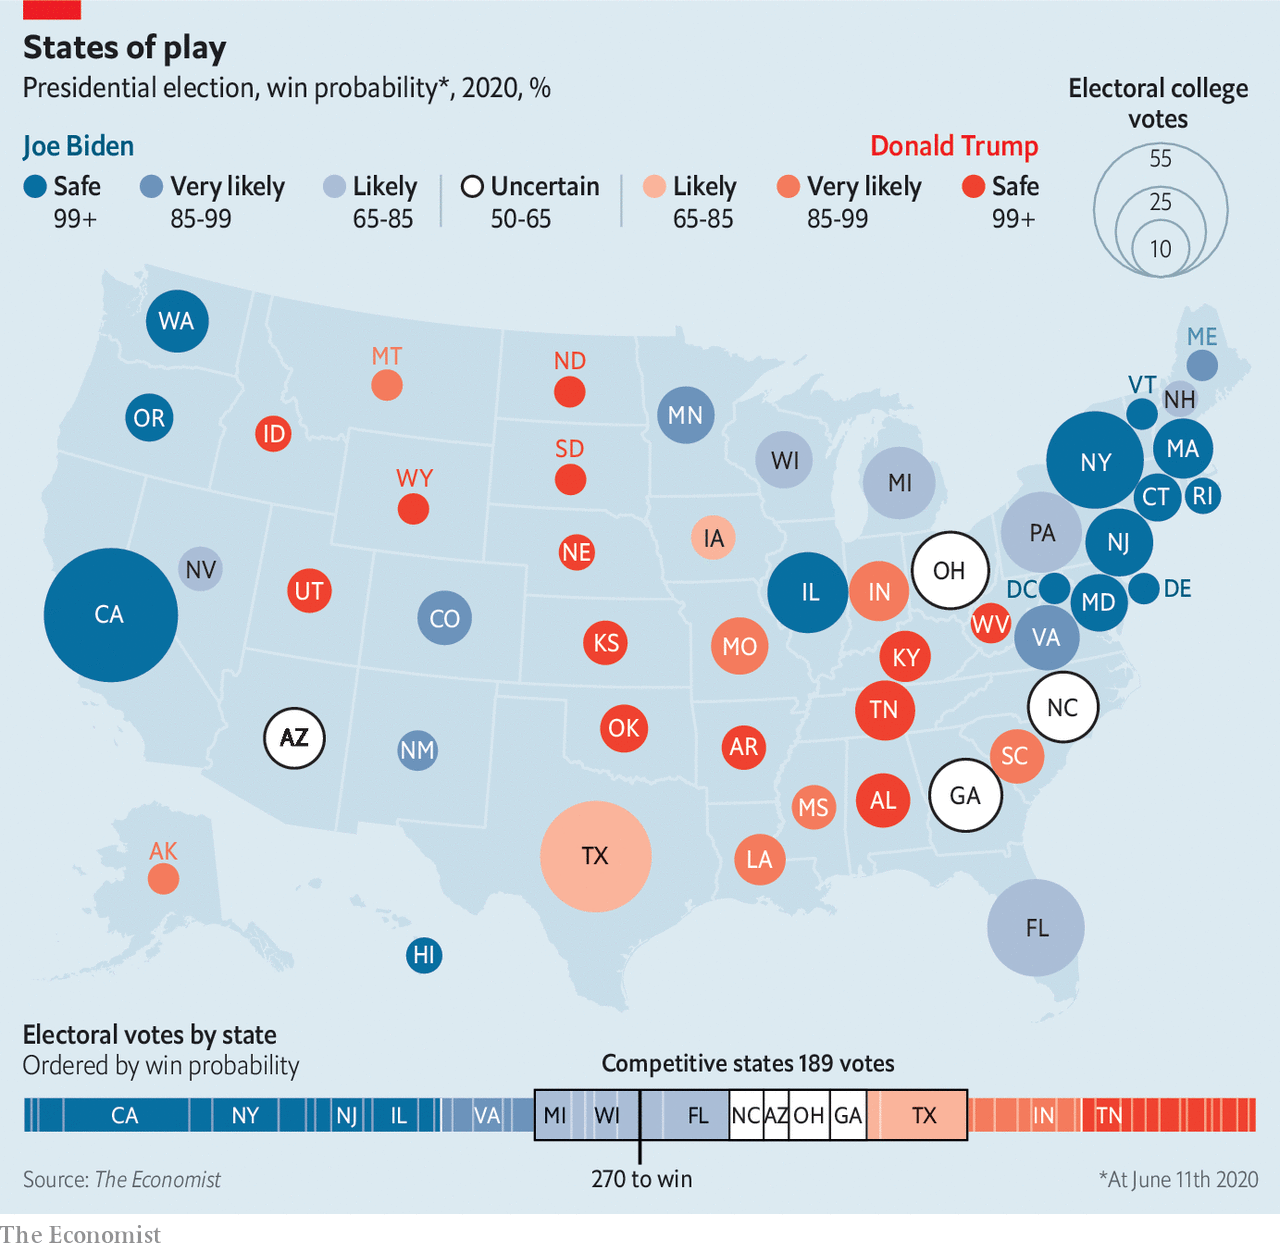 States of play
Presidential election, win probability*, 2020, %
Electoral college
votes
55
25
10
Joe Biden
Donald Trump
Safe
99+
Very likely
85-99
Likely
65-85
Uncertain
50-65
Likely
65-85
Very likely
85-99
Safe
99+
WA
MT
ND
ME
OR
ID
WY
SD
MN
WI
MI
VT
NH
NY
MA
CT
RI
IA
NE
PA
NJ
NV
UT
CO
IL
IN
OH
DC
MD
DE
CA
KS
MO
KY
WV
VA
AZ
NM
OK
AR
TN
NC
SC
TX
MS
AL
GA
LA
AK
HI
FL
Electoral votes by state
Ordered by win probability
Competitive states 189 votes
CA NY NJ IL VA MI WI FL NC AZ OH GA TX IN TN
270 to win
Source: The Economist
*At June 11th 2020
The Economist